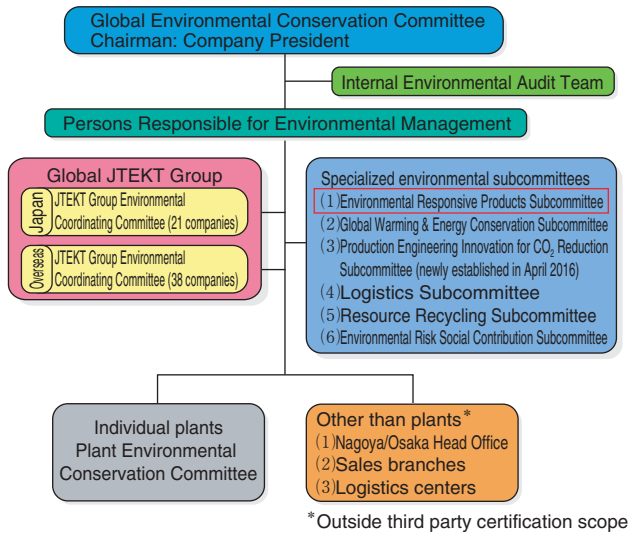 Global Environmental Conservation Committee
Chairman: Company President
Internal Environmental Audit Team
Persons Responsible for Environmental Management
Global JTEKT Group
Japan
JTEKT Group Environmental
Coordinating Committee (21 companies)
Overseas
JTEKT Group Environmental
Coordinating Committee (38 companies)
Specialized environmental subcommittees
(1)Environmental Responsive Products Subcommittee
(2)Global Warming & Energy Conservation Subcommittee
(3)Production Engineering Innovation for CO₂ Reduction
Subcommittee (newly established in April 2016)
(4)Logistics Subcommittee
(5)Resource Recycling Subcommittee
(6)Environmental Risk Social Contribution Subcommittee
Individual plants
Plant Environmental
Conservation Committee
Other than plants*
(1)Nagoya/Osaka Head Office
(2)Sales branches
(3)Logistics centers
*Outside third party certification scope